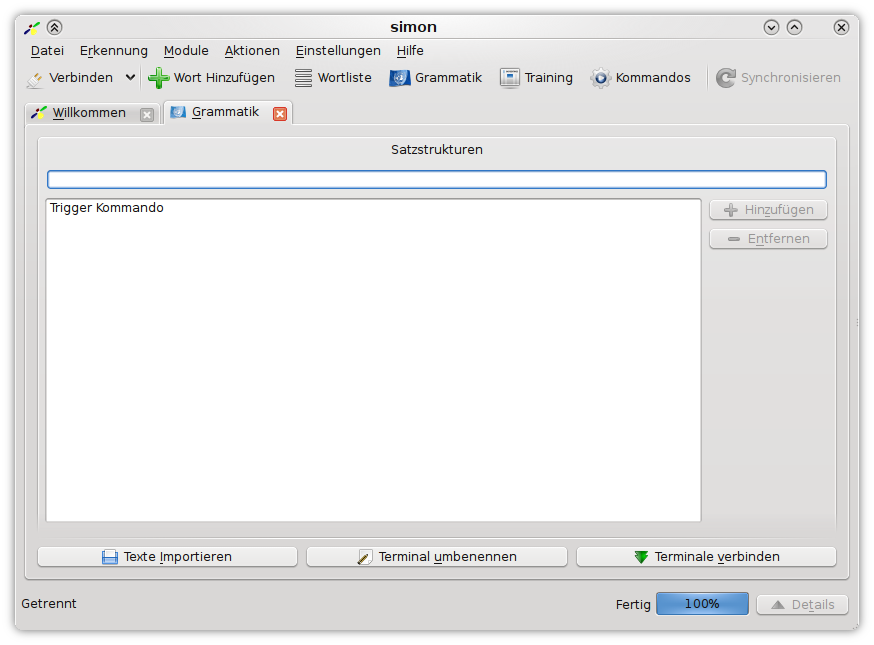 simon
Datei Erkennung Module Aktionen Einstellungen Hilfe
Verbinden Wort Hinzufügen Wortliste Grammatik Training Kommandos Synchronisieren
Willkommen Grammatik
Satzstrukturen
Trigger Kommando
Hinzufügen
Entfernen
Texte Importieren Terminal umbenennen Terminale verbinden
Getrennt Fertig 100% Details